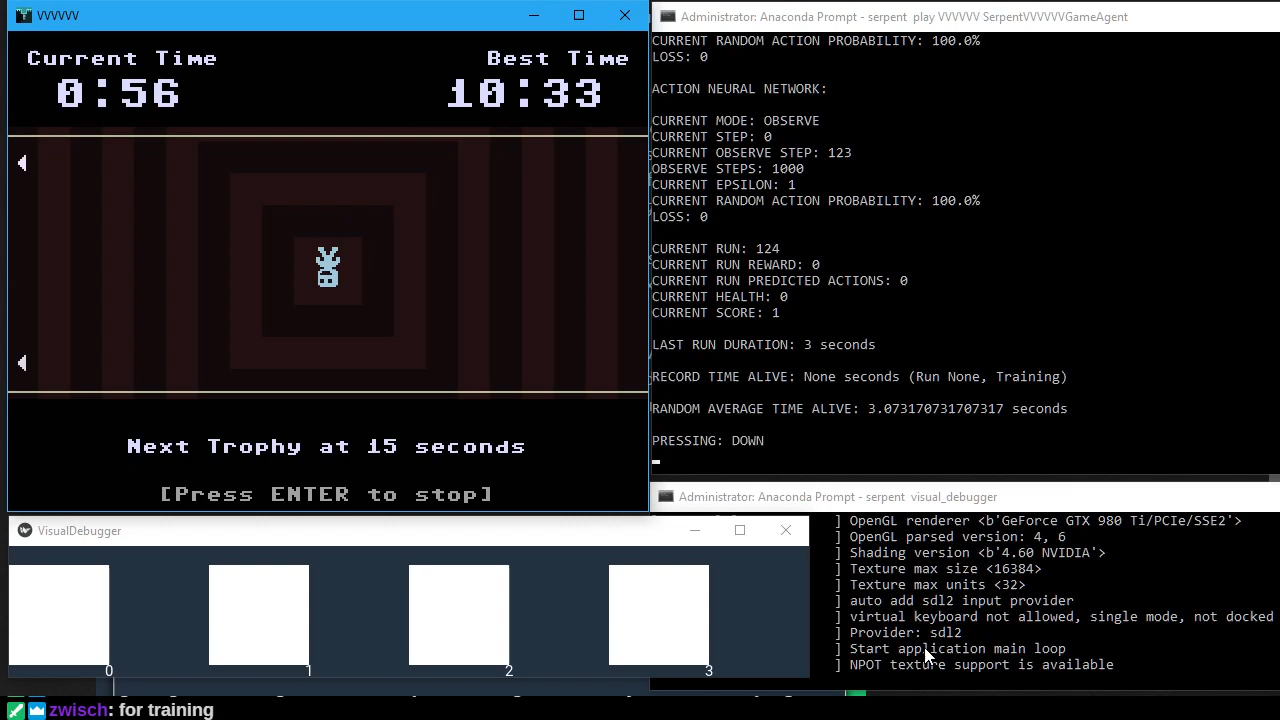 VVVVVV
Current Time
Best Time
0:56
10:33
Next Trophy at 15 seconds
[Press ENTER to stop]
Administrator: Anaconda Prompt - serpent  play VVVVVV SerpentVVVVVVGameAgent
CURRENT RANDOM ACTION PROBABILITY: 100.0%
LOSS: 0
ACTION NEURAL NETWORK:
CURRENT MODE: OBSERVE
CURRENT STEP: 0
CURRENT OBSERVE STEP: 123
OBSERVE STEPS: 1000
CURRENT EPSILON: 1
CURRENT RANDOM ACTION PROBABILITY: 100.0%
LOSS: 0
CURRENT RUN: 124
CURRENT RUN REWARD: 0
CURRENT RUN PREDICTED ACTIONS: 0
CURRENT HEALTH: 0
CURRENT SCORE: 1
LAST RUN DURATION: 3 seconds
RECORD TIME ALIVE: None seconds (Run None, Training)
RANDOM AVERAGE TIME ALIVE: 3.073170731707317 seconds
PRESSING: DOWN
Administrator: Anaconda Prompt - serpent  visual_debugger
] OpenGL renderer <b'GeForce GTX 980 Ti/PCIe/SSE2'>
] OpenGL parsed version: 4, 6
] Shading version <b'4.60 NVIDIA'>
] Texture max size <16384>
] Texture max units <32>
] auto add sdl2 input provider
] virtual keyboard not allowed, single mode, not docked
] Provider: sdl2
] Start application main loop
] NPOT texture support is available
VisualDebugger
0
1
2
3
zwisch: for training